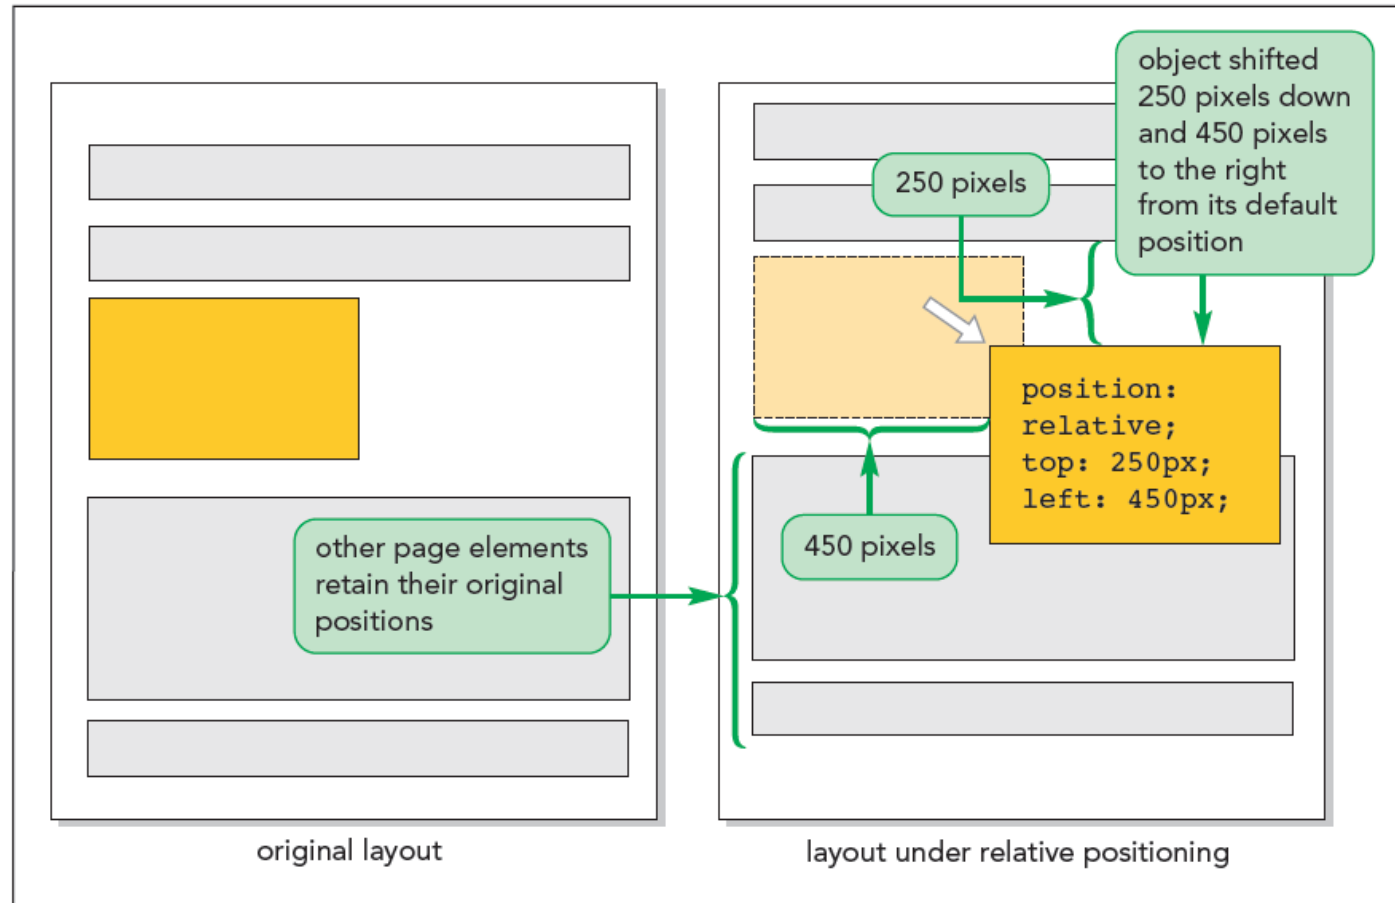 object shifted
250 pixels down
and 450 pixels
to the right
from its default
position
250 pixels
position:
relative;
top: 250px;
left: 450px;
450 pixels
other page elements
retain their original
positions
original layout
layout under relative positioning